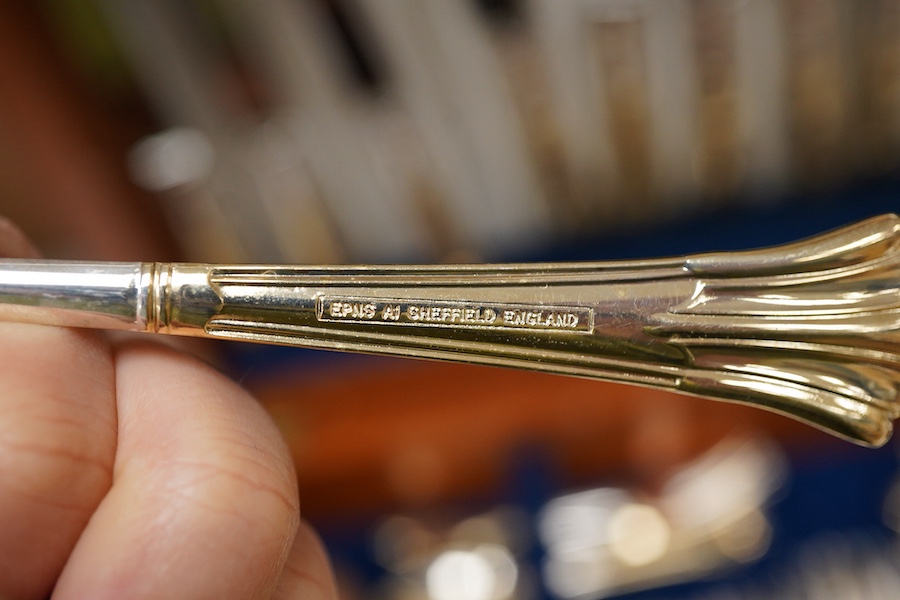 EPNS A1 SHEFFIELD ENGLAND